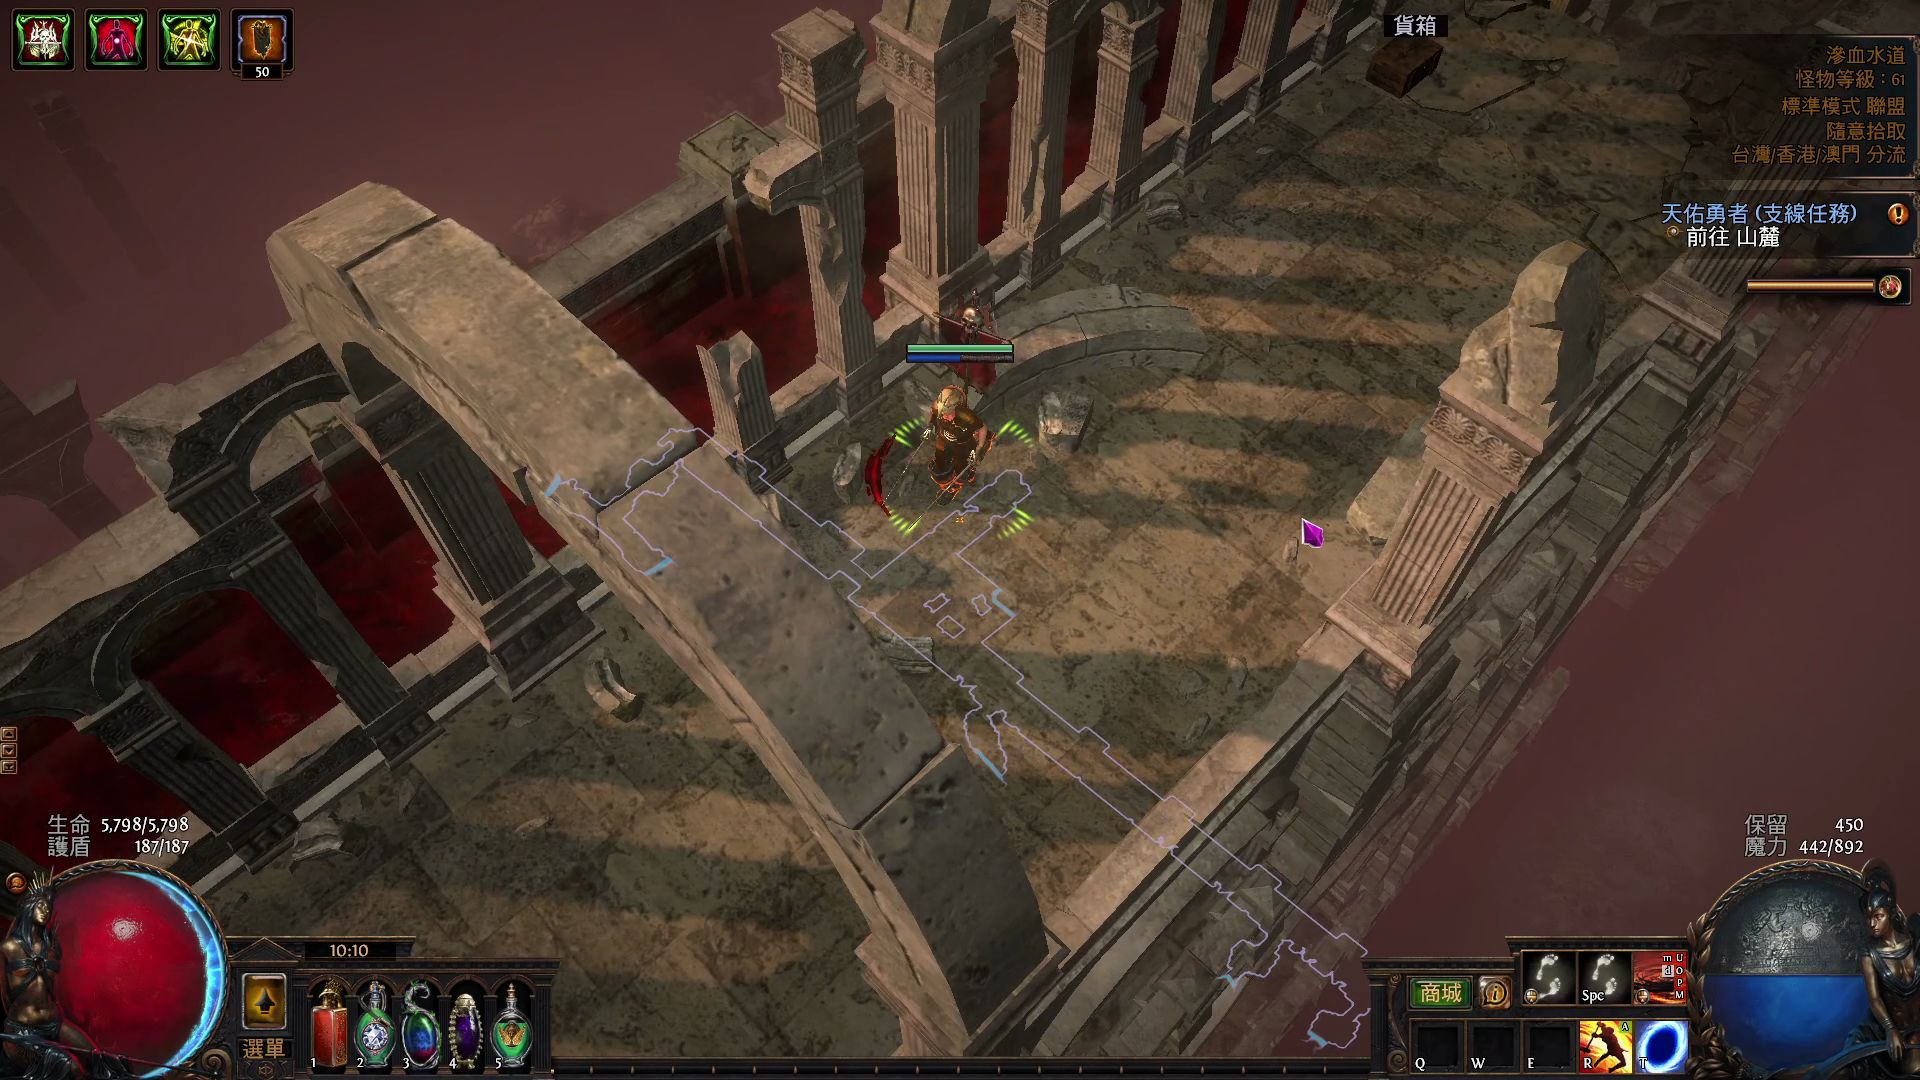 50
貨箱
滲血水道
怪物等級：61
標準模式 聯盟
隨意拾取
台灣/香港/澳門 分流
天佑勇者 (支線任務)
前往 山麓
生命 5,798/5,798
護盾 187/187
保留 450
魔力 442/892
10:10
選單
1 2 3 4 5
商城
Spc
m U
d O
P
M
Q W E R T
A